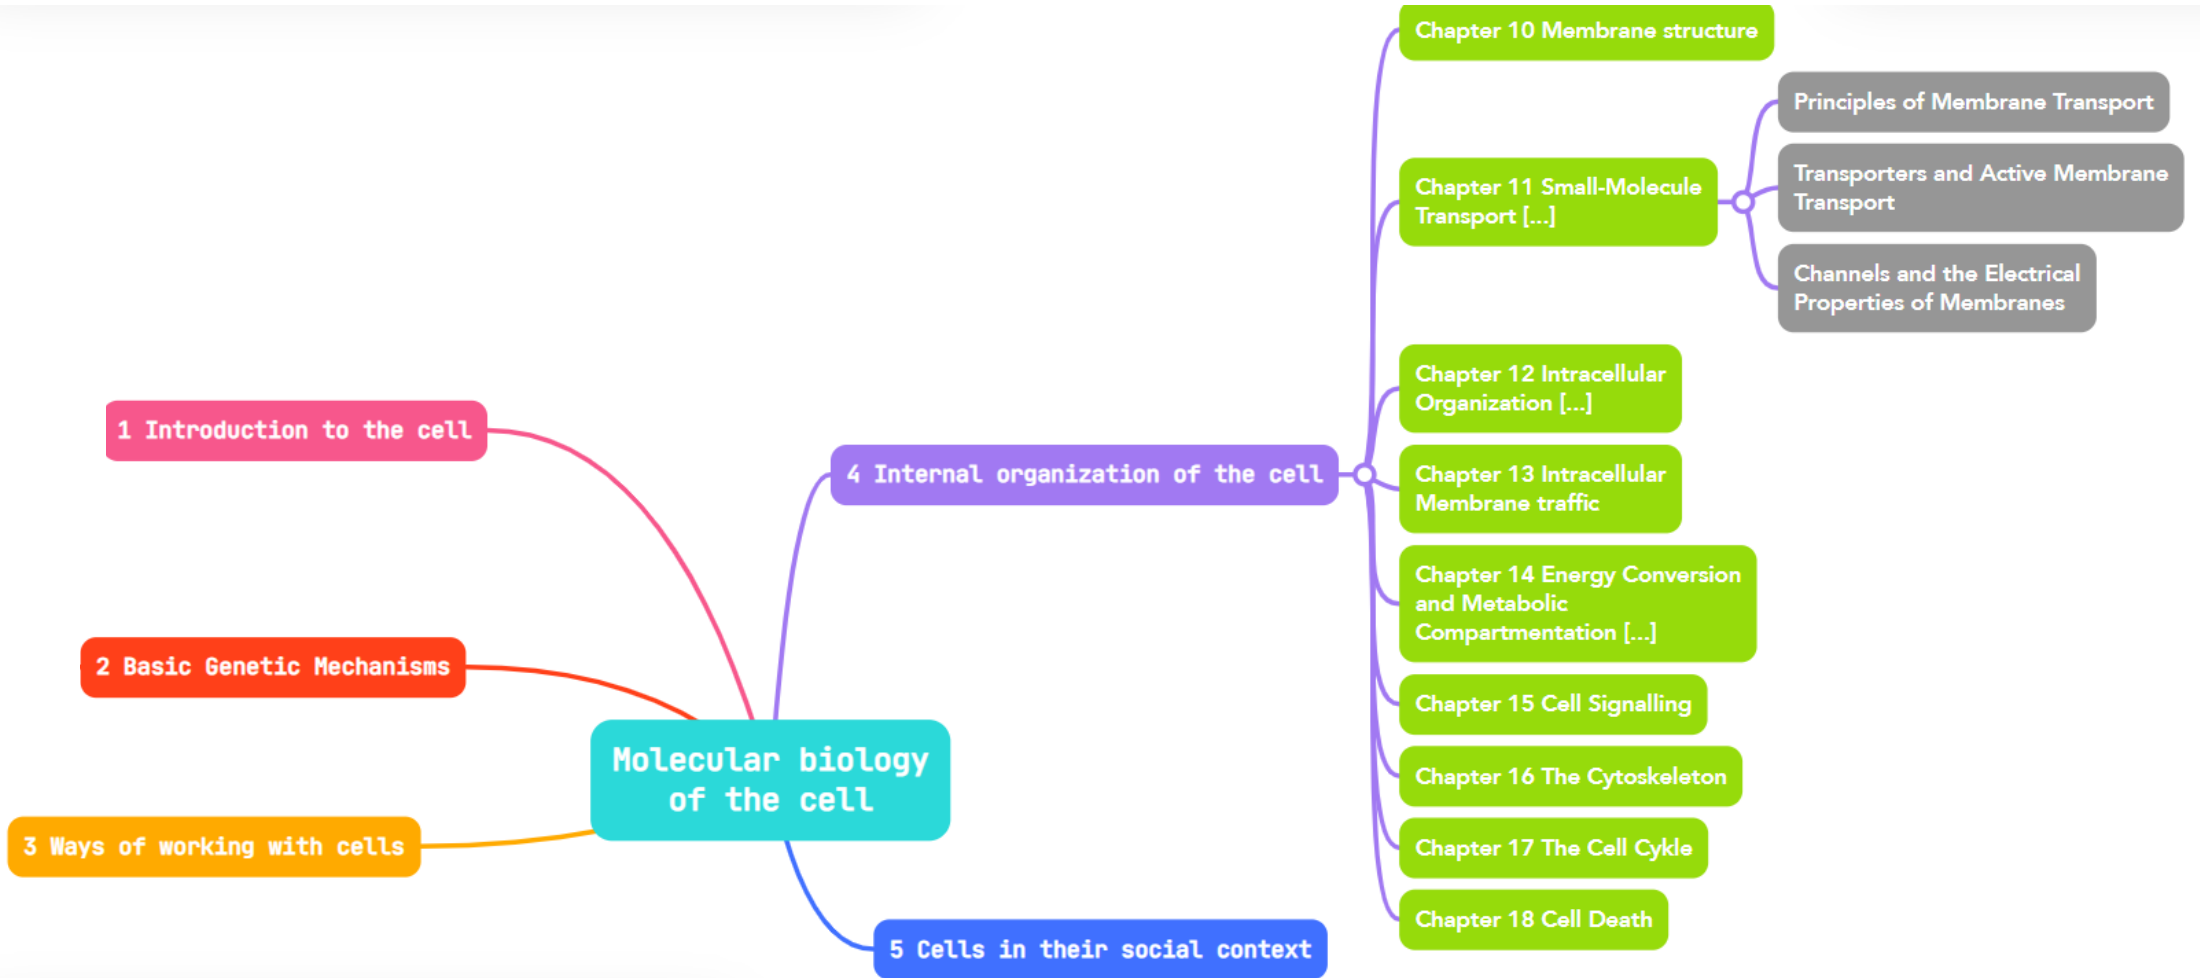 Chapter 10 Membrane structure
Principles of Membrane Transport
Transporters and Active Membrane
Transport
Chapter 11 Small-Molecule
Transport [...]
Channels and the Electrical
Properties of Membranes
Chapter 12 Intracellular
Organization [...]
1 Introduction to the cell
4 Internal organization of the cell
Chapter 13 Intracellular
Membrane traffic
Chapter 14 Energy Conversion
and Metabolic
Compartmentation [...]
2 Basic Genetic Mechanisms
Chapter 15 Cell Signalling
Molecular biology
of the cell
Chapter 16 The Cytoskeleton
3 Ways of working with cells
Chapter 17 The Cell Cykle
Chapter 18 Cell Death
5 Cells in their social context